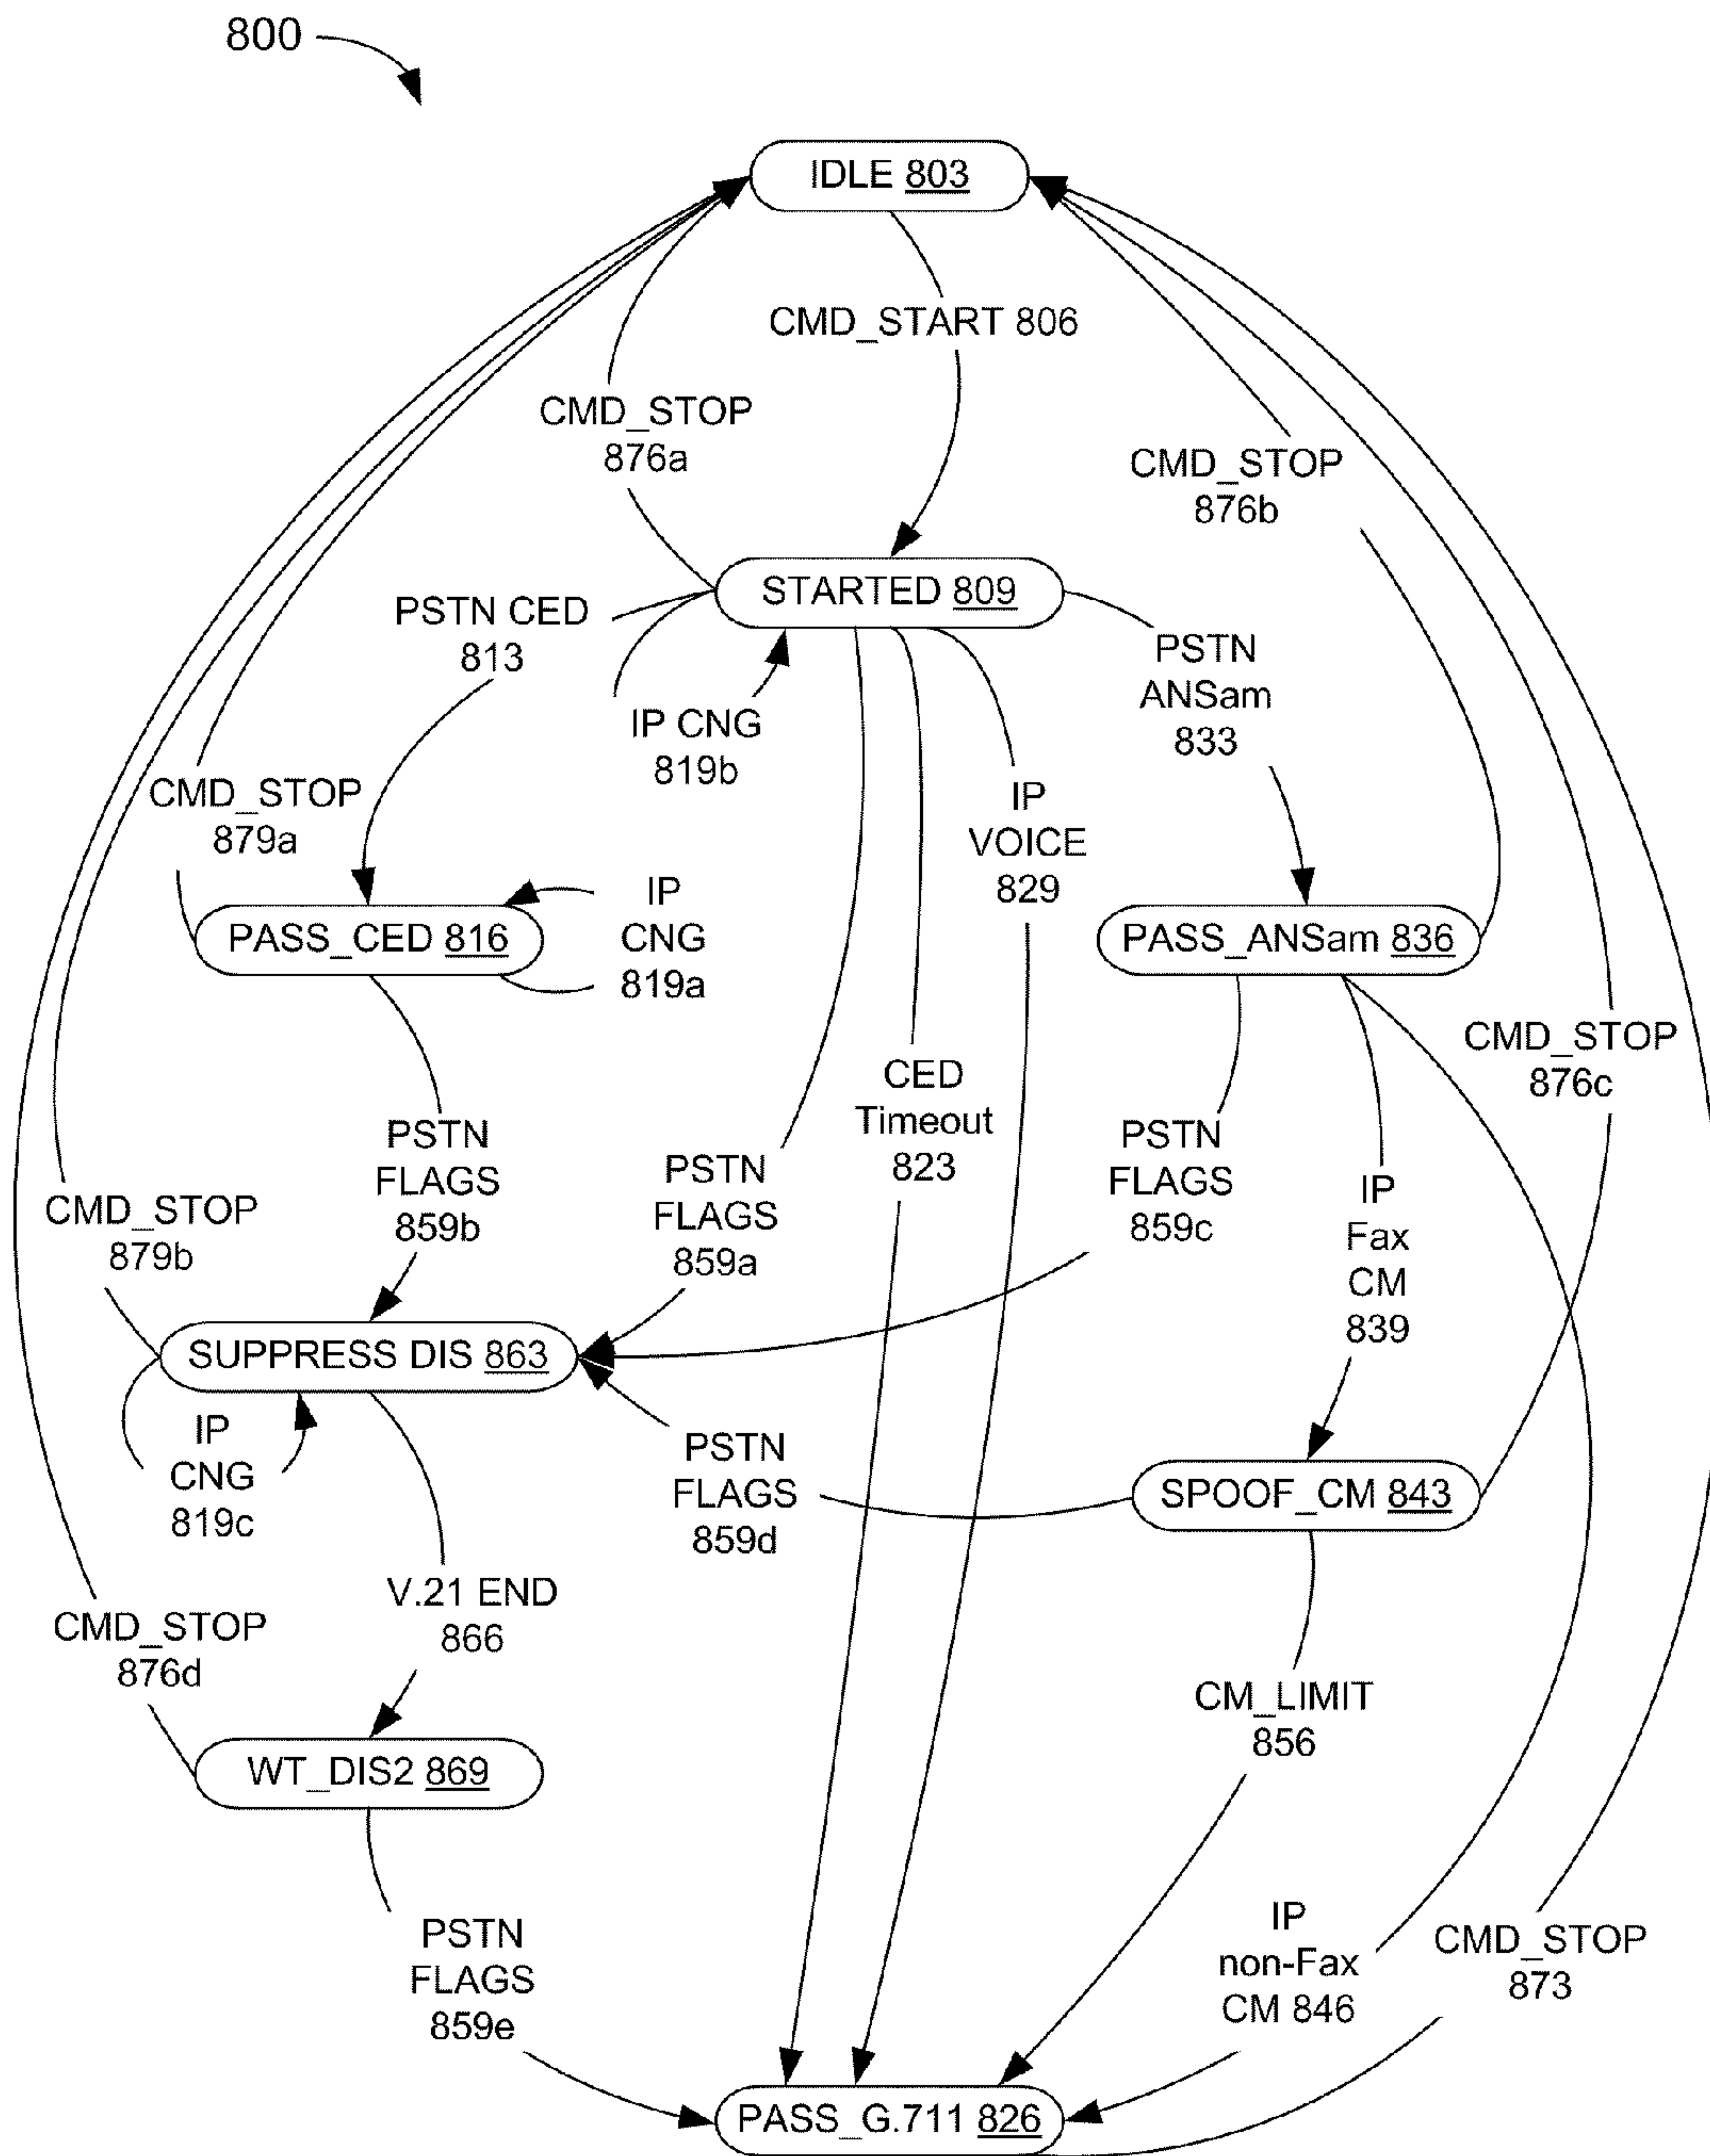 800
IDLE 803
CMD_START 806
CMD_STOP
876a
CMD_STOP
876b
STARTED 809
PSTN CED
813
PSTN
ANSam
833
IP CNG
819b
IP
VOICE
829
CMD_STOP
879a
IP
CNG
819a
PASS_CED 816
PASS_ANSam 836
CMD_STOP
876c
CED
Timeout
823
PSTN
FLAGS
859b
PSTN
FLAGS
859a
PSTN
FLAGS
859c
IP
Fax
CM
839
CMD_STOP
879b
SUPPRESS DIS 863
IP
CNG
819c
PSTN
FLAGS
859d
SPOOF_CM 843
V.21 END
866
CMD_STOP
876d
CM_LIMIT
856
WT_DIS2 869
IP
non-Fax
CM 846
CMD_STOP
873
PSTN
FLAGS
859e
PASS_G.711 826